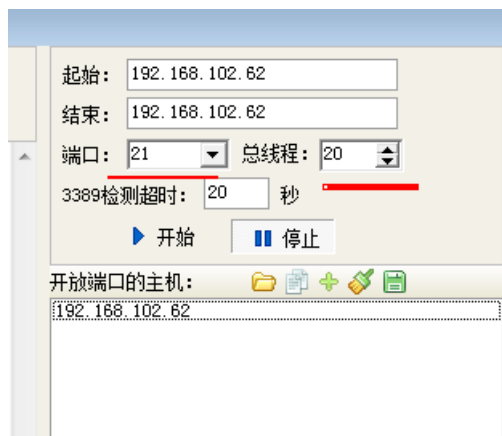 起始： 192.168.102.62
结束： 192.168.102.62
端口： 21 总线程： 20
3389检测超时： 20 秒
开始 停止
开放端口的主机：
192.168.102.62